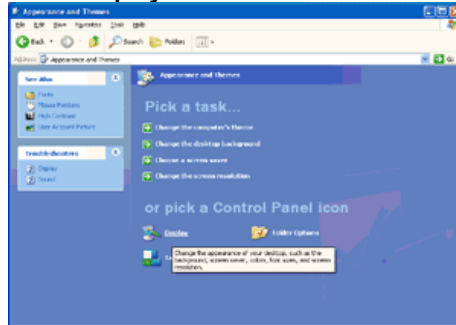 Appearance and Themes
File Edit View Favorites Tools Help
Back Search Folders
Address Appearance and Themes
See Also
Fonts
Mouse Pointers
High Contrast
User Account Picture
Troubleshooters
Display
Sound
Appearance and Themes
Pick a task...
Change the computer's theme
Change the desktop background
Choose a screen saver
Change the screen resolution
or pick a Control Panel icon
Display Folder Options
Change the appearance of your desktop, such as the
background, screen saver, colors, font sizes, and screen
resolution.